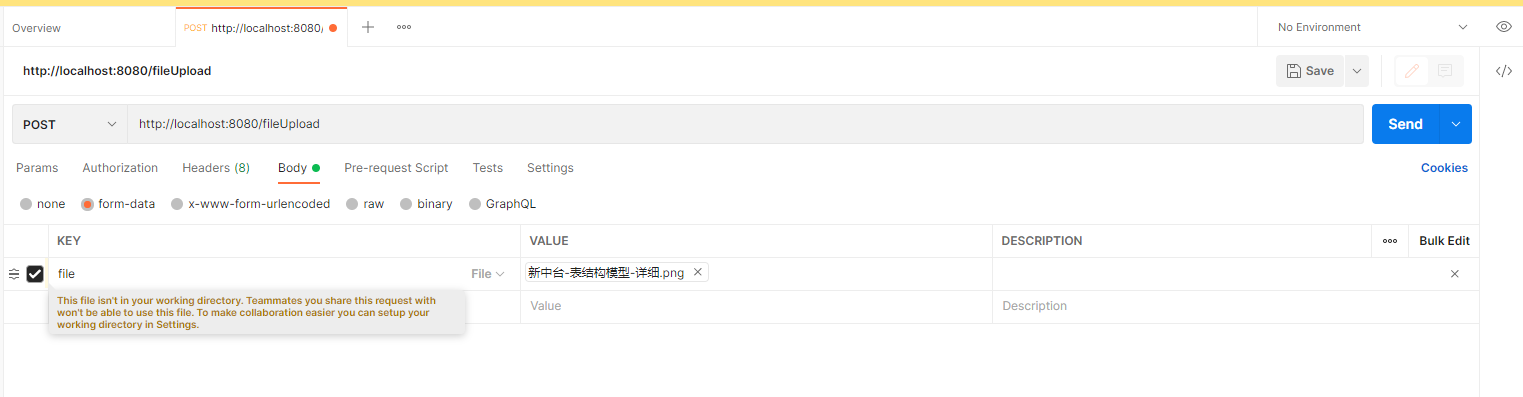 Overview
POST http://localhost:8080/
No Environment
http://localhost:8080/fileUpload
Save
POST http://localhost:8080/fileUpload Send
Params Authorization Headers (8) Body Pre-request Script Tests Settings Cookies
none form-data x-www-form-urlencoded raw binary GraphQL
KEY VALUE DESCRIPTION Bulk Edit
file File 新中台-表结构模型-详细.png
This file isn't in your working directory. Teammates you share this request with
won't be able to use this file. To make collaboration easier you can setup your
working directory in Settings.
Value Description